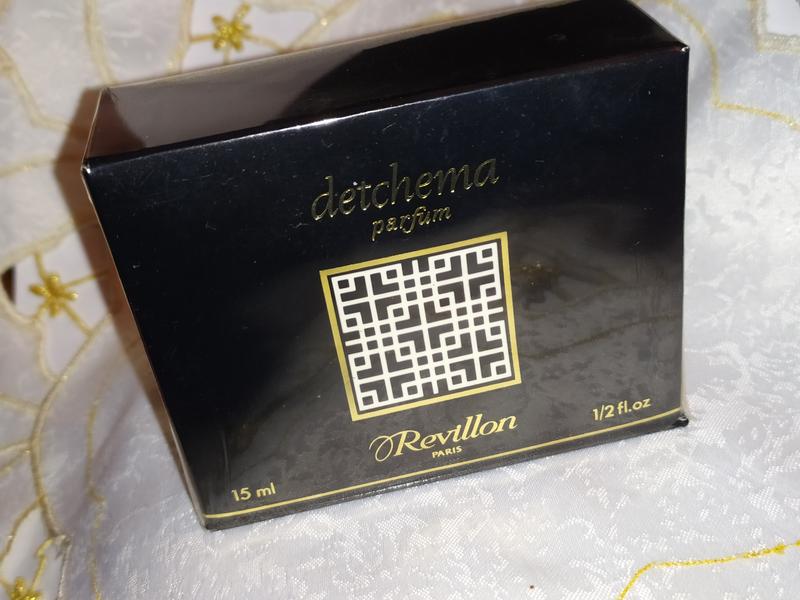 detchema
parfum
Revillon
PARIS
15 ml
1/2 fl.oz